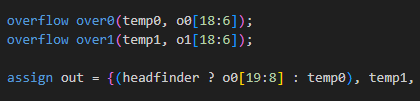 overflow over0(temp0, o0[18:6]);
overflow over1(temp1, o1[18:6]);
assign out = {(headfinder ? o0[19:8] : temp0), temp1,